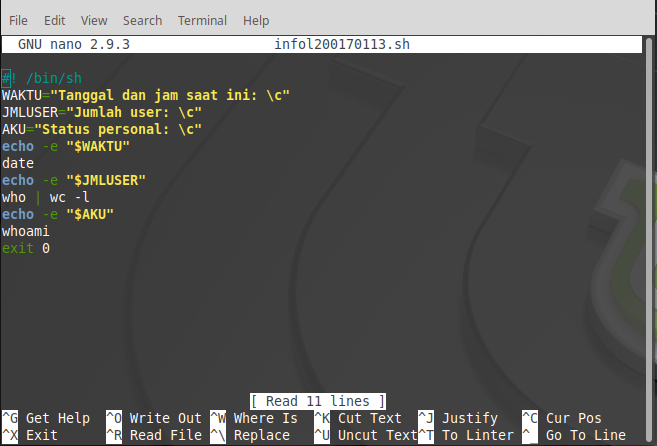 File Edit View Search Terminal Help
GNU nano 2.9.3 infol200170113.sh
#! /bin/sh
WAKTU="Tanggal dan jam saat ini: \c"
JMLUSER="Jumlah user: \c"
AKU="Status personal: \c"
echo -e "$WAKTU"
date
echo -e "$JMLUSER"
who | wc -l
echo -e "$AKU"
whoami
exit 0
[ Read 11 lines ]
^G Get Help ^O Write Out ^W Where Is ^K Cut Text ^J Justify ^C Cur Pos
^X Exit ^R Read File ^\ Replace ^U Uncut Text^T To Linter ^_ Go To Line